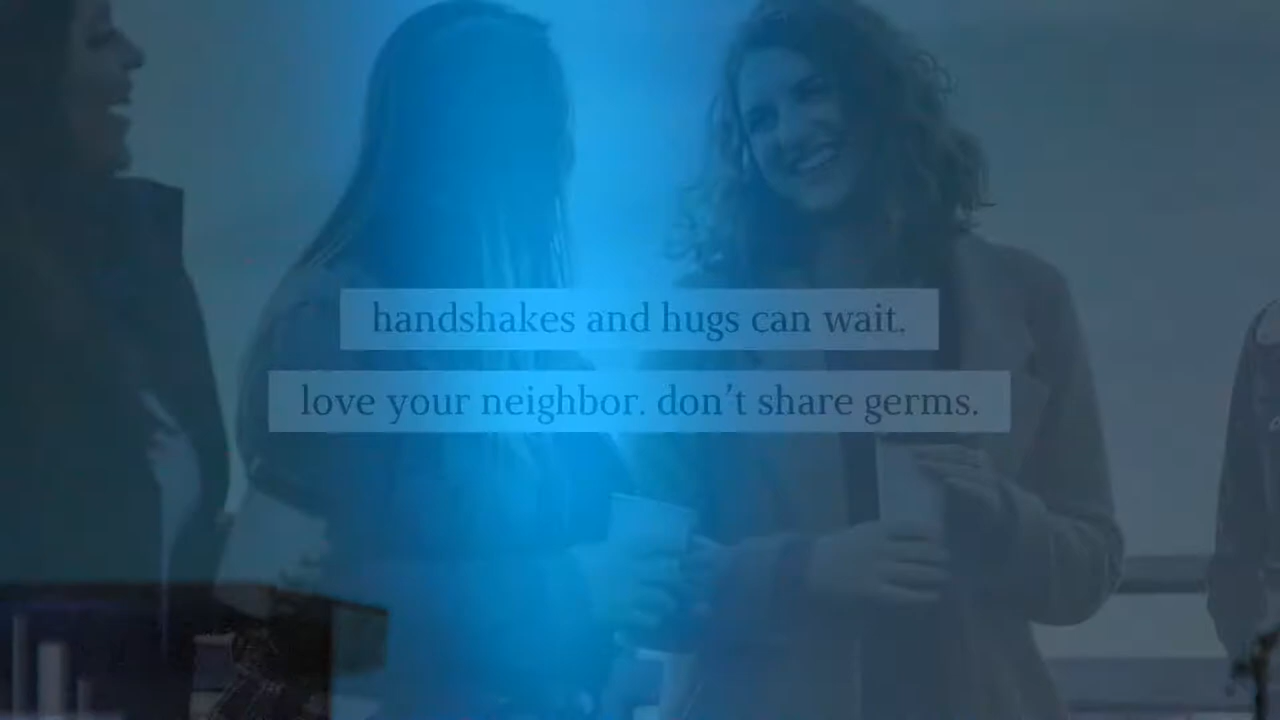 handshakes and hugs can wait.
love your neighbor. don't share germs.